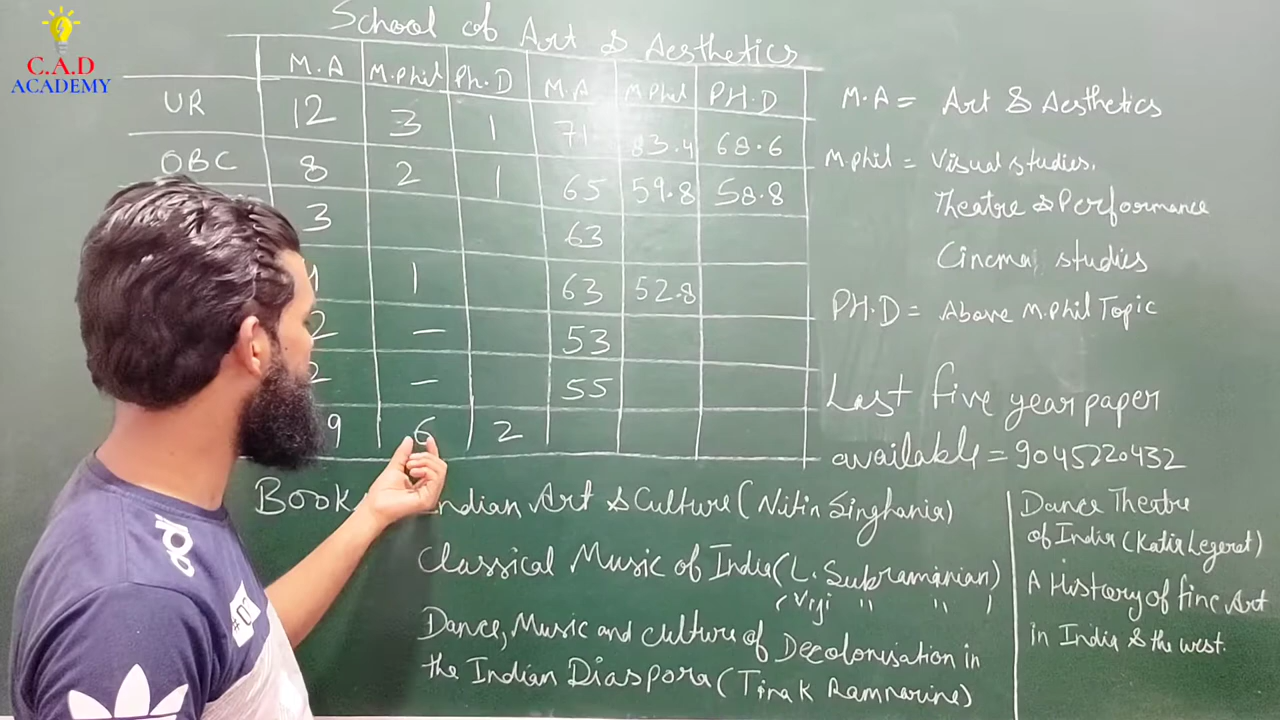 C.A.D
ACADEMY
School of Art & Aesthetics
M.A M.Phil Ph.D M.A M.Phil PH.D
UR 12 3 1 71 83.4 68.6
OBC 8 2 1 65 59.8 58.8
3 63
1 63 52.8
2 – 53
2 – 55
9 6 2
M.A = Art & Aesthetics
M.Phil = Visual studies.
Theatre & Performance
Cinema studies
PH.D = Above M.Phil Topic
Last five year paper
available = 9045220432
Book Indian Art & Culture (Nitin Singhania)
Classical Music of India (L. Subramanian)
(Viji " " )
Dance, Music and culture of Decolonisation in
the Indian Diaspora (Tina K Ramnarine)
Dance Theatre
of India (Katia Legeret)
A History of fine Art
in India & the west.